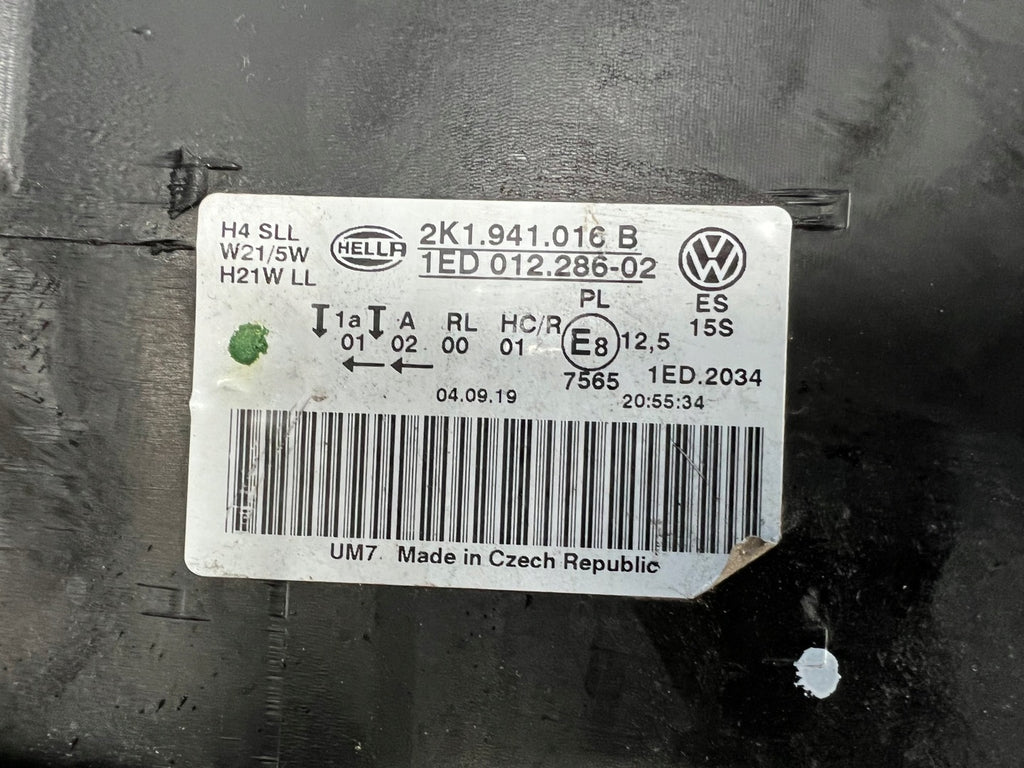 H4 SLL
W21/5W
H21W LL
HELLA
2K1.941.016 B
1ED 012.286-02
PL
ES
15S
1a A RL HC/R
01 02 00 01
E8
12,5
7565
1ED.2034
04.09.19
20:55:34
UM7. Made in Czech Republic